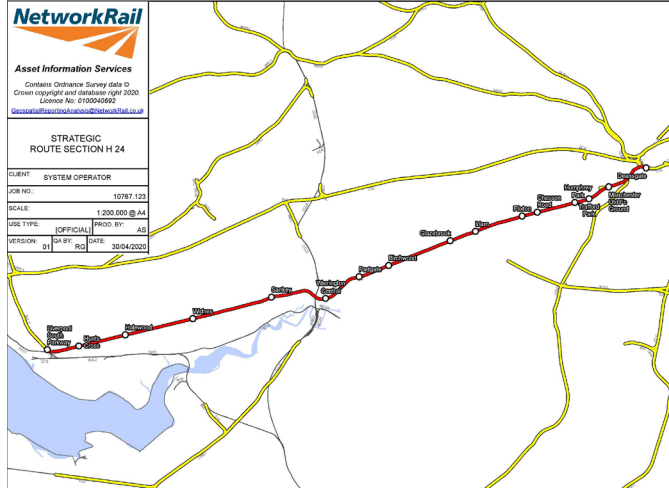 NetworkRail
Asset Information Services
Contains Ordnance Survey data ©
Crown copyright and database right 2020.
Licence No: 0100040692
GeospatialReportingAnalysis@NetworkRail.co.uk
STRATEGIC
ROUTE SECTION H 24
CLIENT: SYSTEM OPERATOR
JOB NO.: 10767.123
SCALE: 1:200,000 @ A4
USE TYPE: [OFFICIAL] PROD. BY: AS
VERSION: 01 QA BY: RG DATE: 30/04/2020
Deansgate
Humphrey
Park
Trafford
Park
Manchester
Utd Fc
Ground
Chassen
Road
Flixton
Irlam
Glazebrook
Birchwood
Padgate
Warrington
Central
Sankey
Widnes
Halewood
Hunts
Cross
Liverpool
South
Parkway